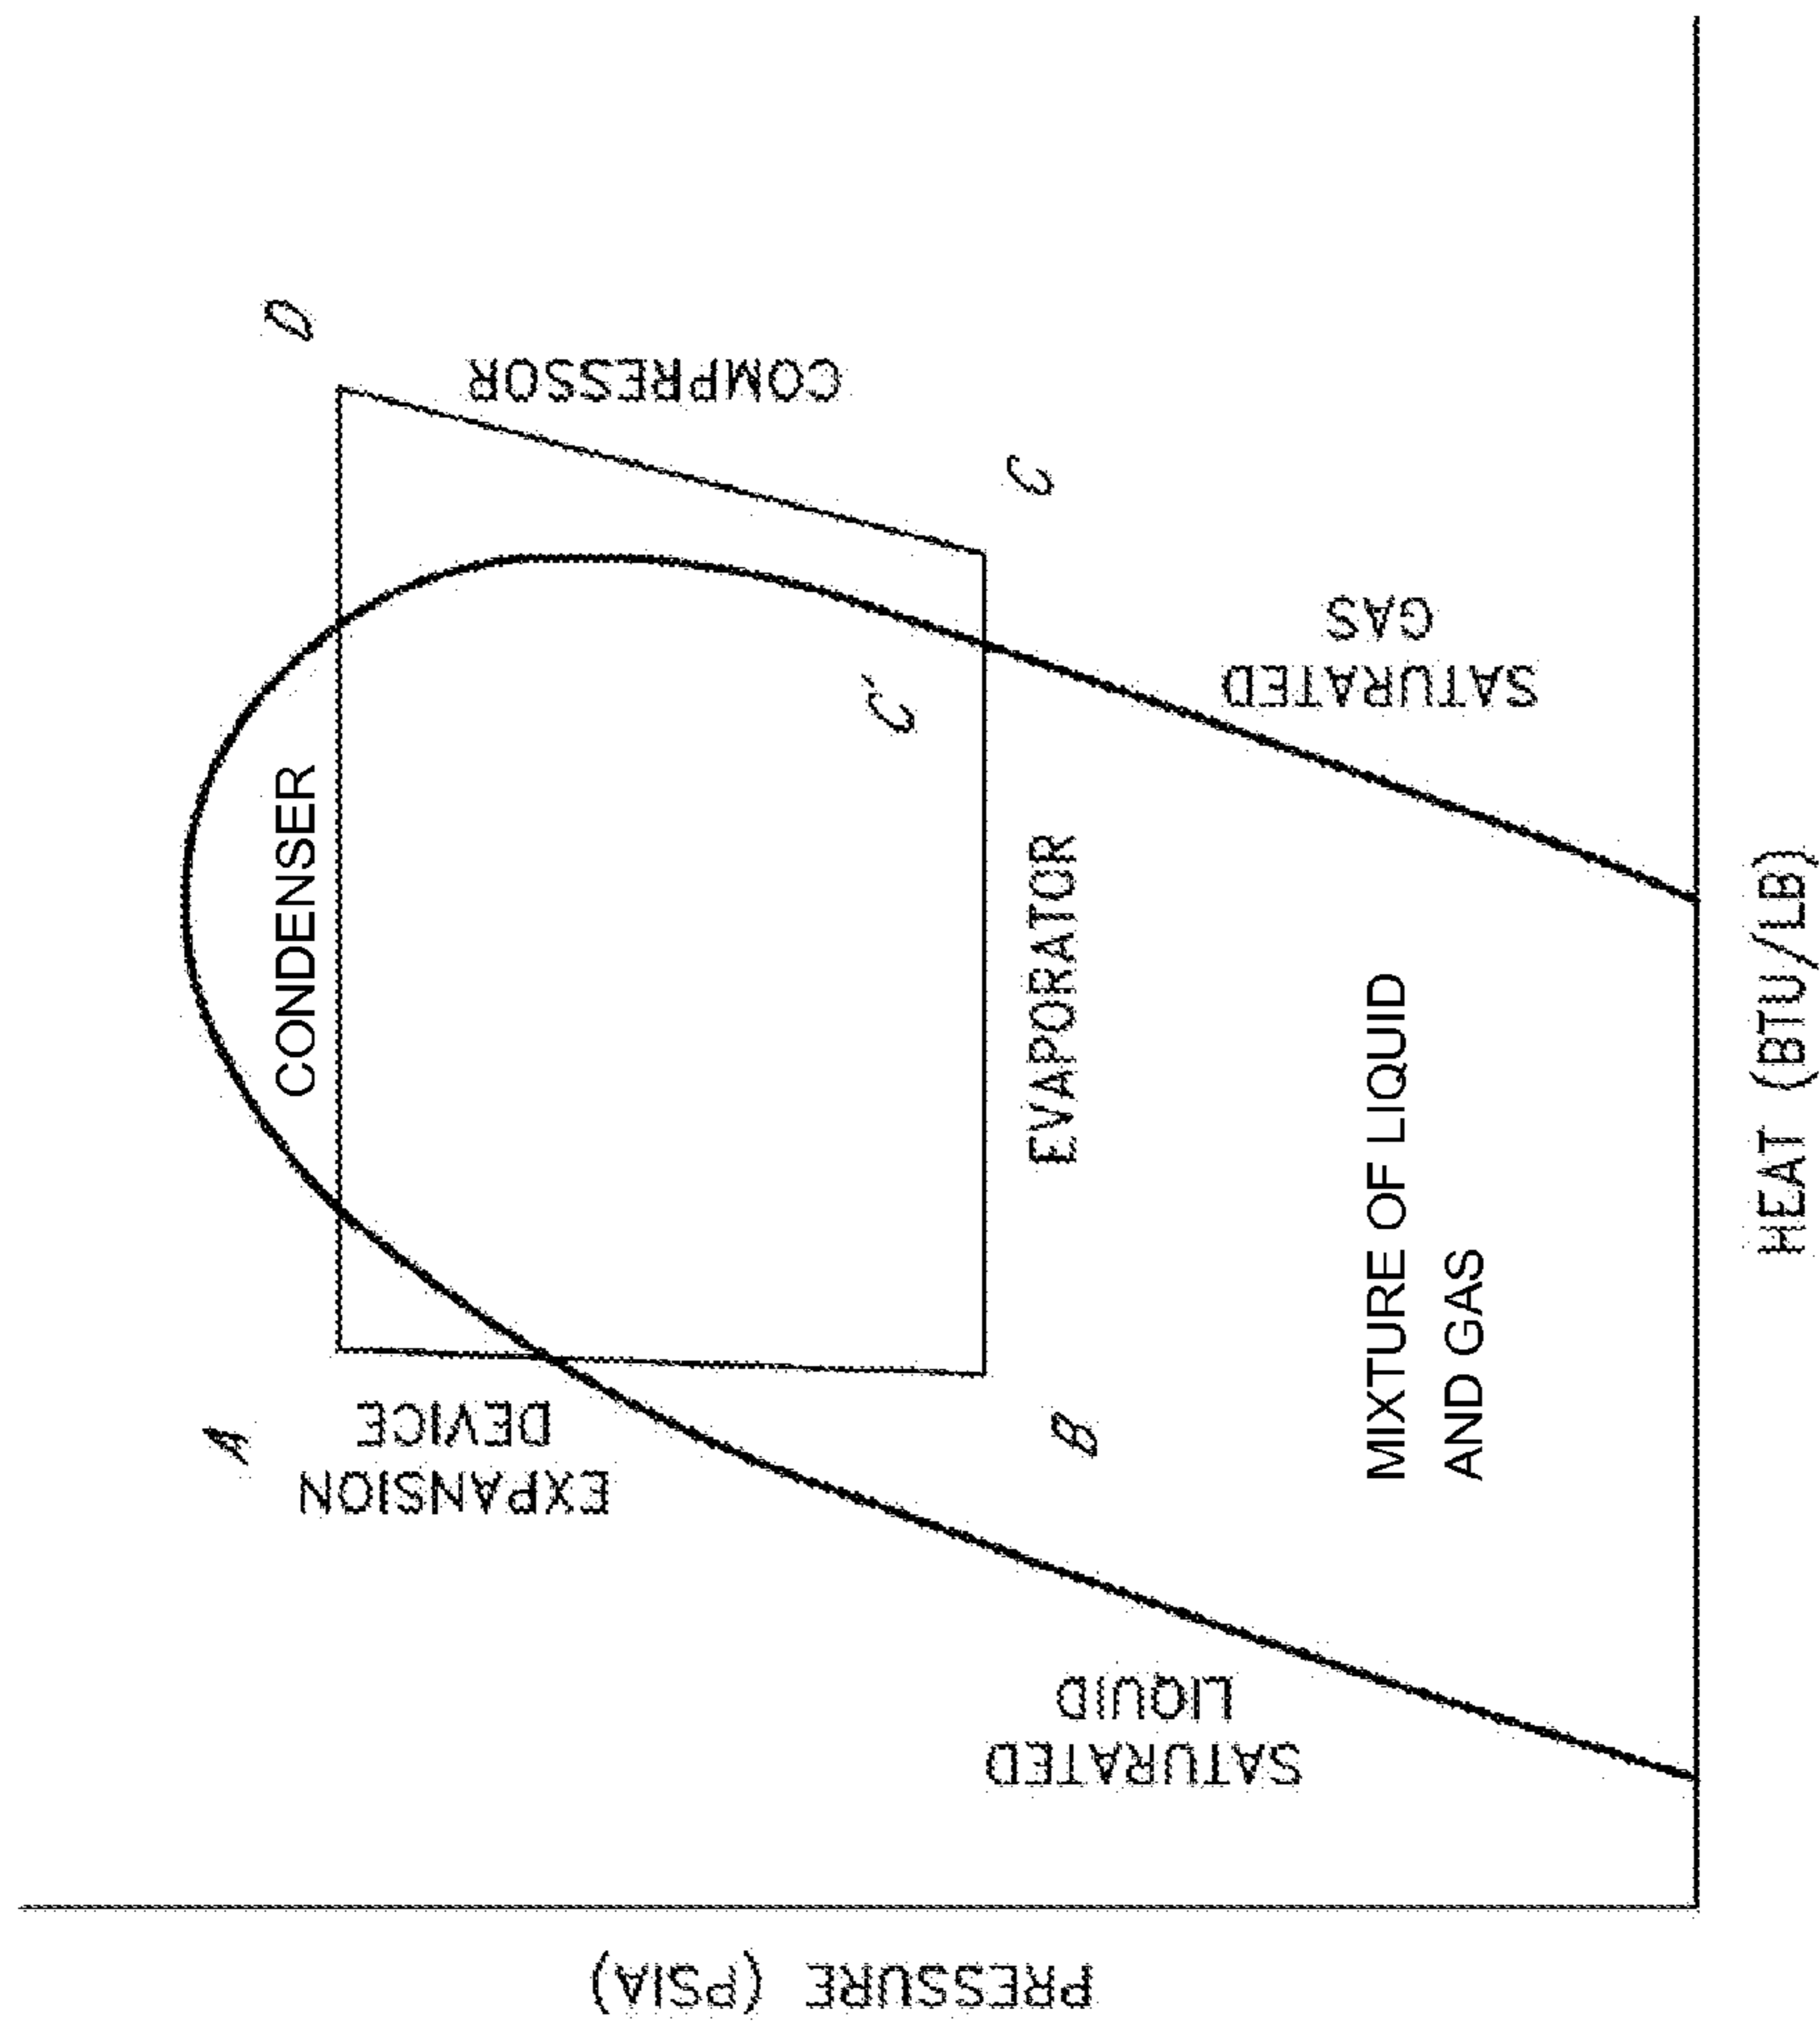 PRESSURE (PSIA)
A
EXPANSION
DEVICE
CONDENSER
D
COMPRESSOR
C'
C
B
EVAPORATOR
SATURATED
LIQUID
MIXTURE OF LIQUID
AND GAS
SATURATED
GAS
HEAT (BTU/LB)